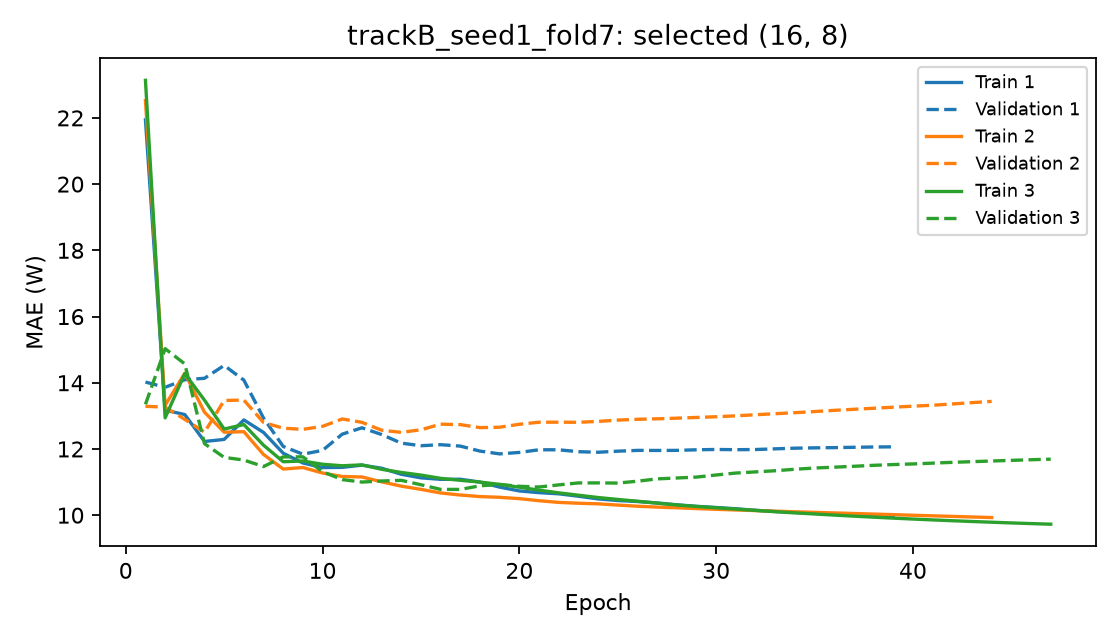 trackB_seed1_fold7: selected (16, 8)
MAE (W)
22
20
18
16
14
12
10
0 10 20 30 40
Epoch
Train 1
Validation 1
Train 2
Validation 2
Train 3
Validation 3